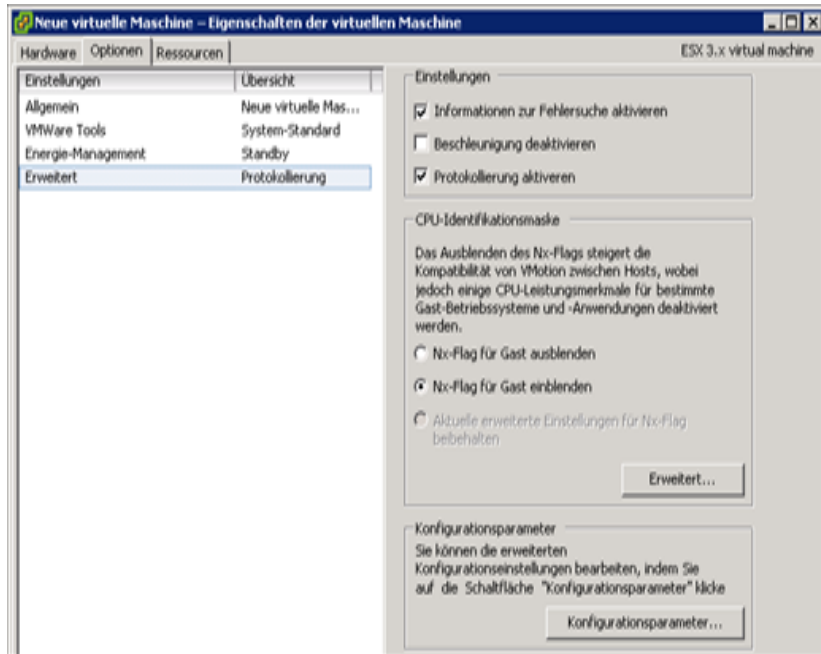 Neue virtuelle Maschine – Eigenschaften der virtuellen Maschine
Hardware Optionen Ressourcen ESX 3.x virtual machine
Einstellungen Übersicht
Allgemein Neue virtuelle Mas...
VMWare Tools System-Standard
Energie-Management Standby
Erweitert Protokollierung
Einstellungen
Informationen zur Fehlersuche aktivieren
Beschleunigung deaktivieren
Protokollierung aktiveren
CPU-Identifikationsmaske
Das Ausblenden des Nx-Flags steigert die
Kompatibilität von VMotion zwischen Hosts, wobei
jedoch einige CPU-Leistungsmerkmale für bestimmte
Gast-Betriebssysteme und -Anwendungen deaktiviert
werden.
Nx-Flag für Gast ausblenden
Nx-Flag für Gast einblenden
Aktuelle erweiterte Einstellungen für Nx-Flag
beibehalten
Erweitert...
Konfigurationsparameter
Sie können die erweiterten
Konfigurationseinstellungen bearbeiten, indem Sie
auf die Schaltfläche "Konfigurationsparameter" klicke
Konfigurationsparameter...